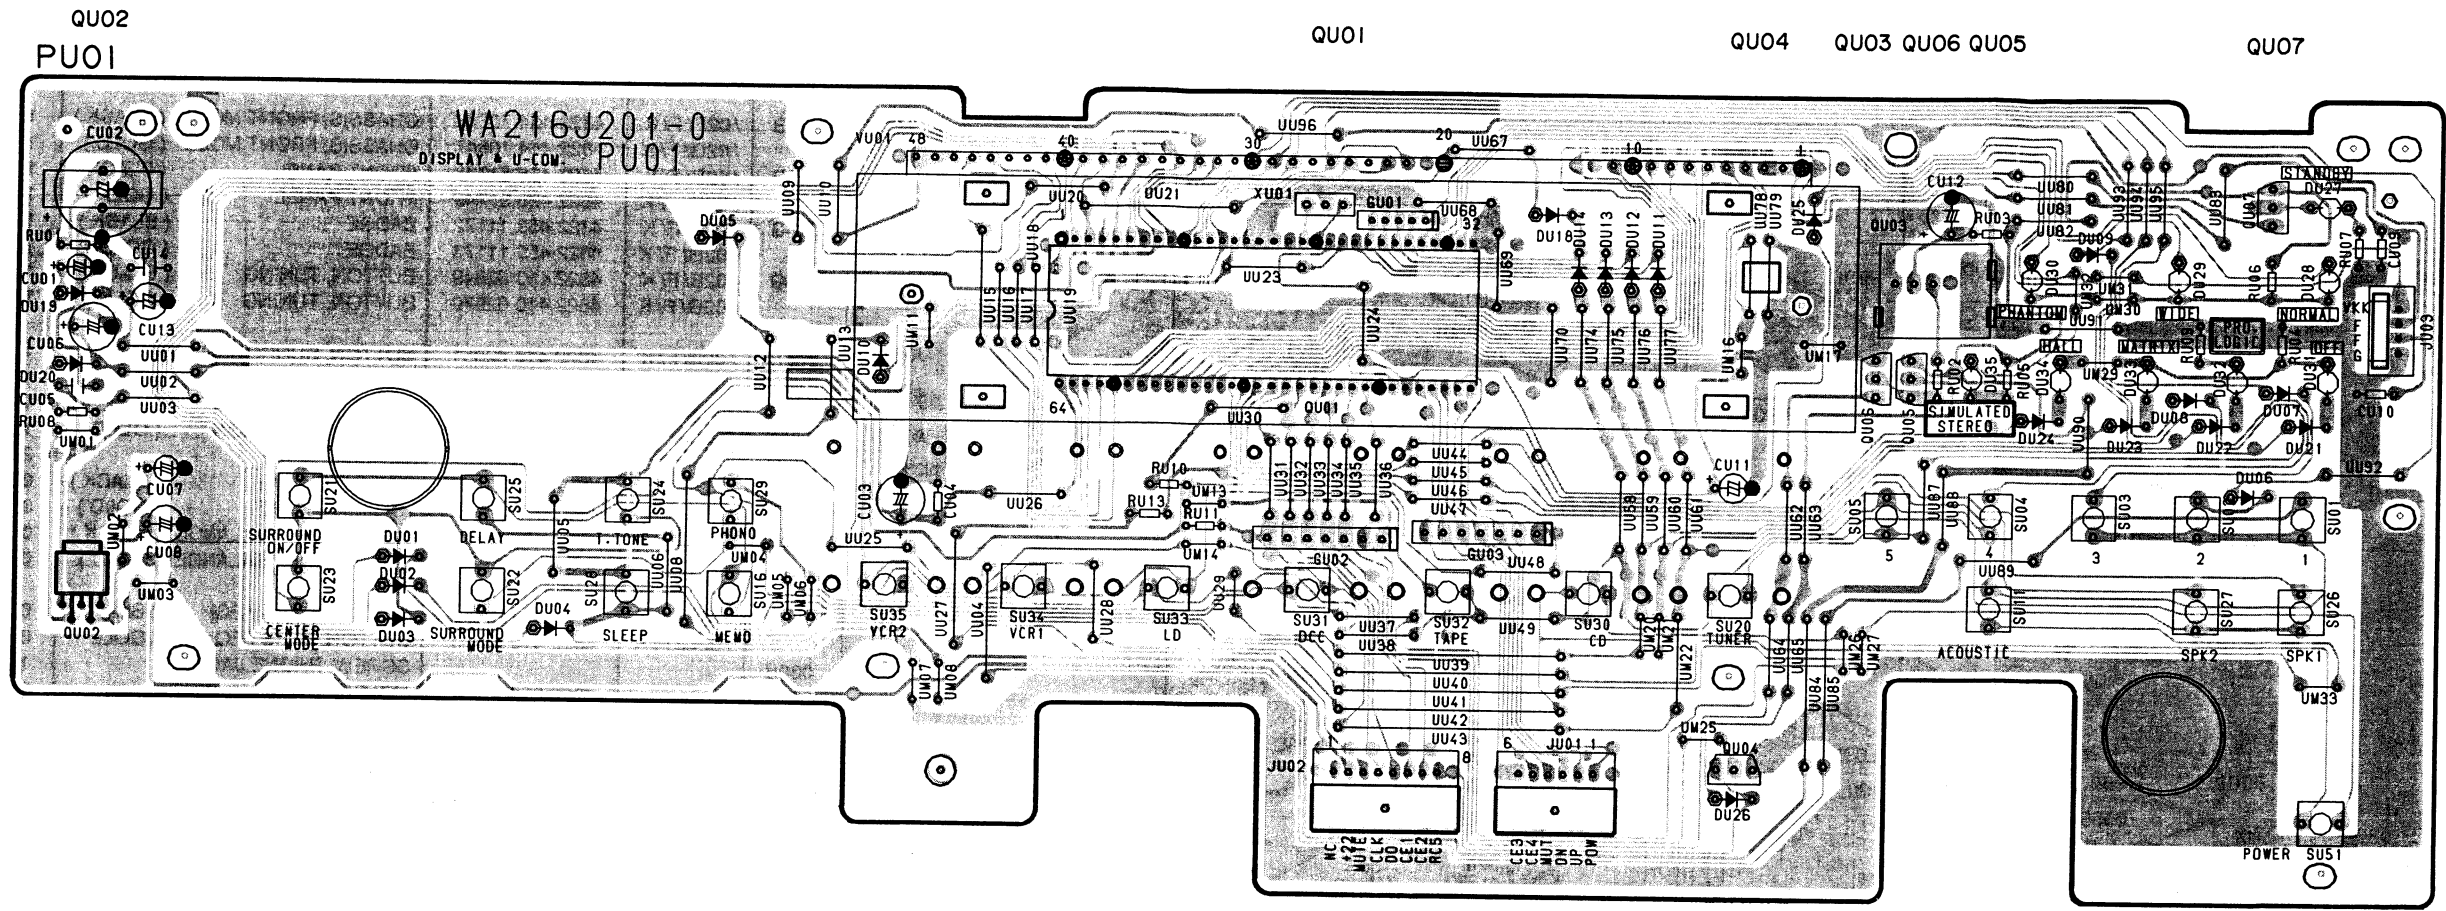 QU02
QU01
QU04 QU03 QU06 QU05
QU07
PU01
WA216J201-0
DISPLAY & U-COM. PU01
CU02
VU01 48
40
30
20
10
1
UU96
UU67
UU09
UU10
UU20
UU21
XU01
GU01
32
UU68
UU78
UU79
DU25
CU12
QU03
RU03
UU80
UU81
UU82
UU93
UU94
UU95
UU83
STANDBY
DU27
QU07
DU05
CU14
CU01
DU19
CU13
CU06
UU18
UU23
UU69
DU18
DU14
DU13
DU12
DU11
DU09
DU30
DU29
RU06
DU28
RU07
CU09
UM30
UU91
PHANTOM
WIDE
NORMAL
PRO LOGIC
HALL
MATRIX
OFF
JU03
UU01
UU02
UU03
DU20
CU05
RU08
UM01
UU12
UU13
DU10
UM11
UU15
UU16
UU17
UU19
UU24
UU70
UU74
UU75
UU76
UU77
UM16
UM17
64
UU30
QU01
QU06
QU05
RU02
DU35
RU05
DU34
UM29
DU33
DU32
DU31
SIMULATED
STEREO
DU24
UU90
DU23
DU08
DU22
DU07
DU21
CU10
CU07
UM02
CU08
UM03
QU02
SU21
SURROUND
ON/OFF
SU25
DELAY
UU05
SU24
T.TONE
SU29
PHONO
UM04
CU03
CU04
UU26
UU25
RU10
RU13
UM13
RU11
UM14
UU31
UU32
UU33
UU34
UU35
UU36
UU44
UU45
UU46
UU47
GU02
GU03
UU48
UU58
UU59
UU60
UU61
CU11
UU62
UU63
SU05
5
UU87
UU88
SU04
4
SU03
3
2
DU06
SU01
1
UU92
UU89
DU01
DU02
DU03
SU23
CENTER
MODE
SU22
SURROUND
MODE
DU04
SLEEP
UU06
UU08
SU16
MEMO
UM05
UM06
SU35
VCR2
UU27
UU04
SU34
VCR1
UU28
SU33
LD
UU29
SU31
DCC
UU37
UU38
SU32
TAPE
UU49
SU30
CD
UM22
SU20
TUNER
UU64
UU65
UM26
UM27
SU11
ACOUSTIC
SU27
SPK2
SU26
SPK1
UM07
UM08
UU39
UU40
UU41
UU42
UU43
UU84
UU85
UM33
UM25
JU02
8
6 JU01 1
QU04
DU26
NC
+22
MUTE
CLK
DO
CE1
CE2
RC5
CE3
CE4
MUT
DN
UP
POW
POWER SU51